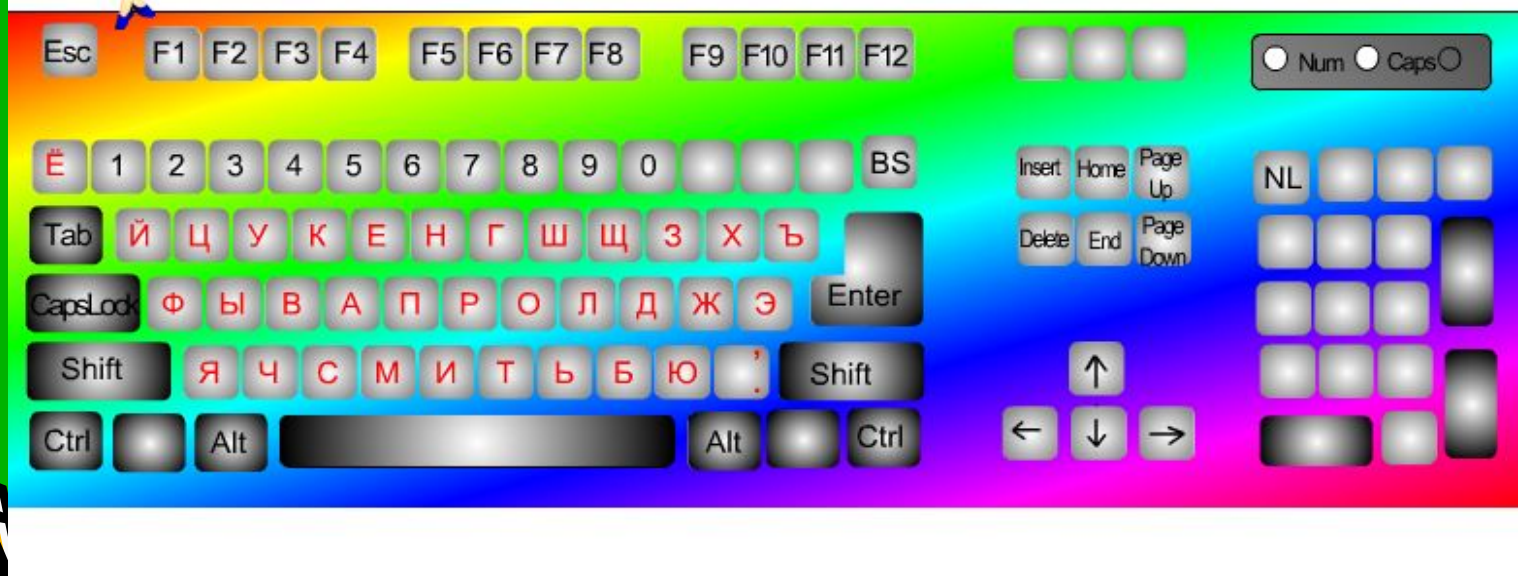 Esc F1 F2 F3 F4 F5 F6 F7 F8 F9 F10 F11 F12 Num Caps
Ё 1 2 3 4 5 6 7 8 9 0 BS Insert Home Page Up NL
Tab Й Ц У К Е Н Г Ш Щ З Х Ъ Delete End Page Down
CapsLock Ф Ы В А П Р О Л Д Ж Э Enter
Shift Я Ч С М И Т Ь Б Ю , . Shift ↑
Ctrl Alt Alt Ctrl ← ↓ →